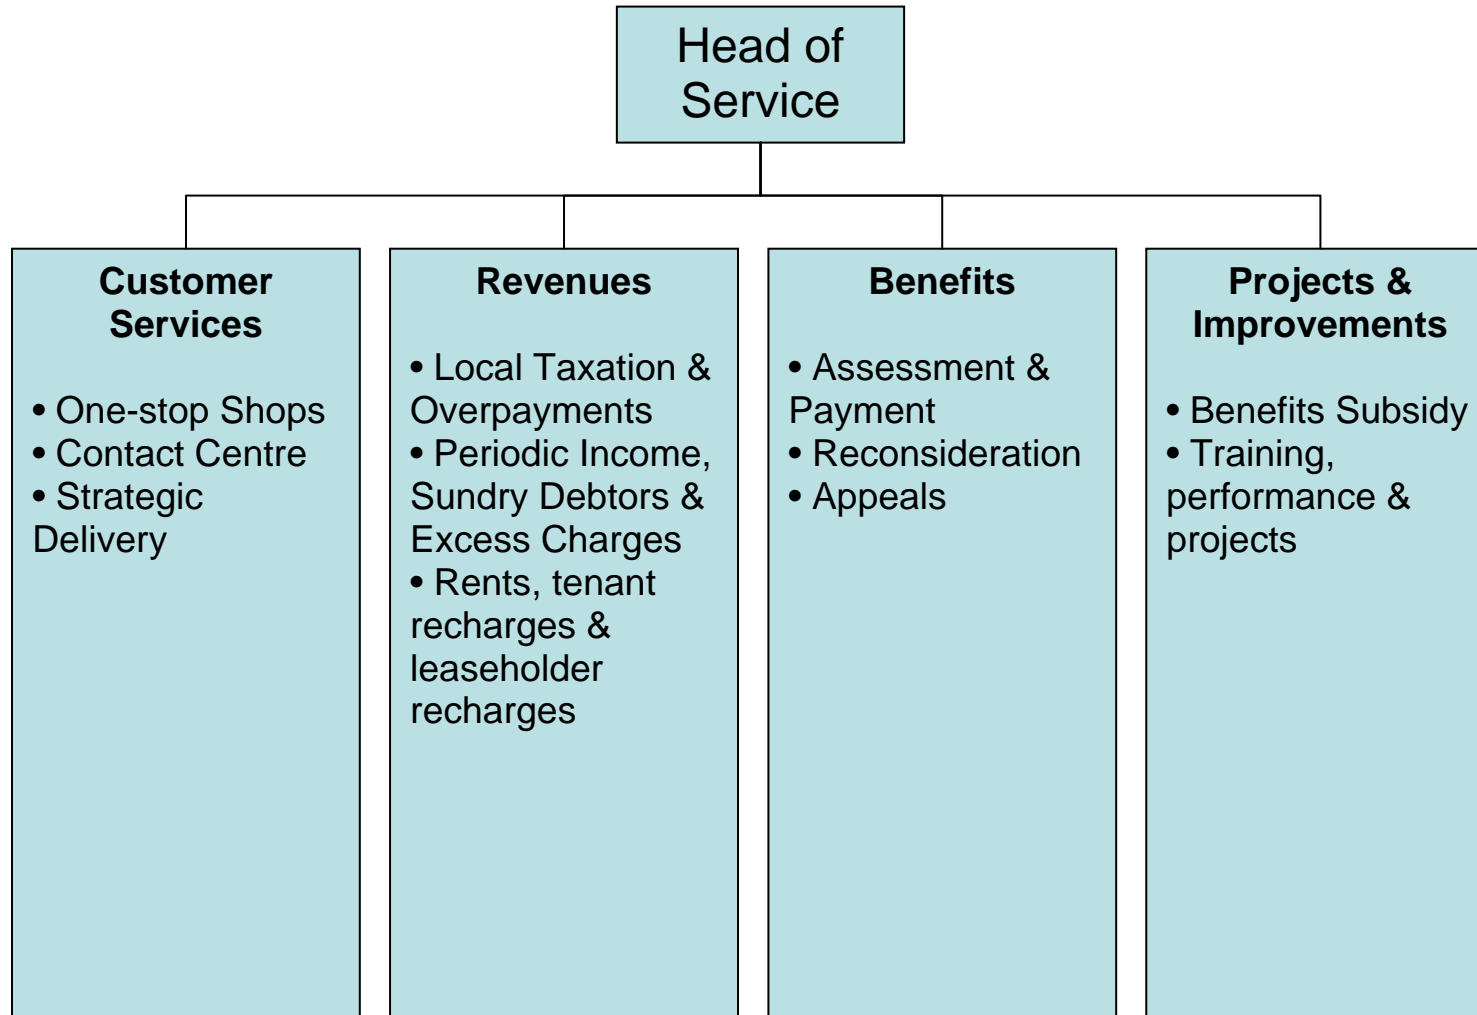 Head of
Service
Customer
Services
• One-stop Shops
• Contact Centre
• Strategic
Delivery
Revenues
• Local Taxation &
Overpayments
• Periodic Income,
Sundry Debtors &
Excess Charges
• Rents, tenant
recharges &
leaseholder
recharges
Benefits
• Assessment &
Payment
• Reconsideration
• Appeals
Projects &
Improvements
• Benefits Subsidy
• Training,
performance &
projects